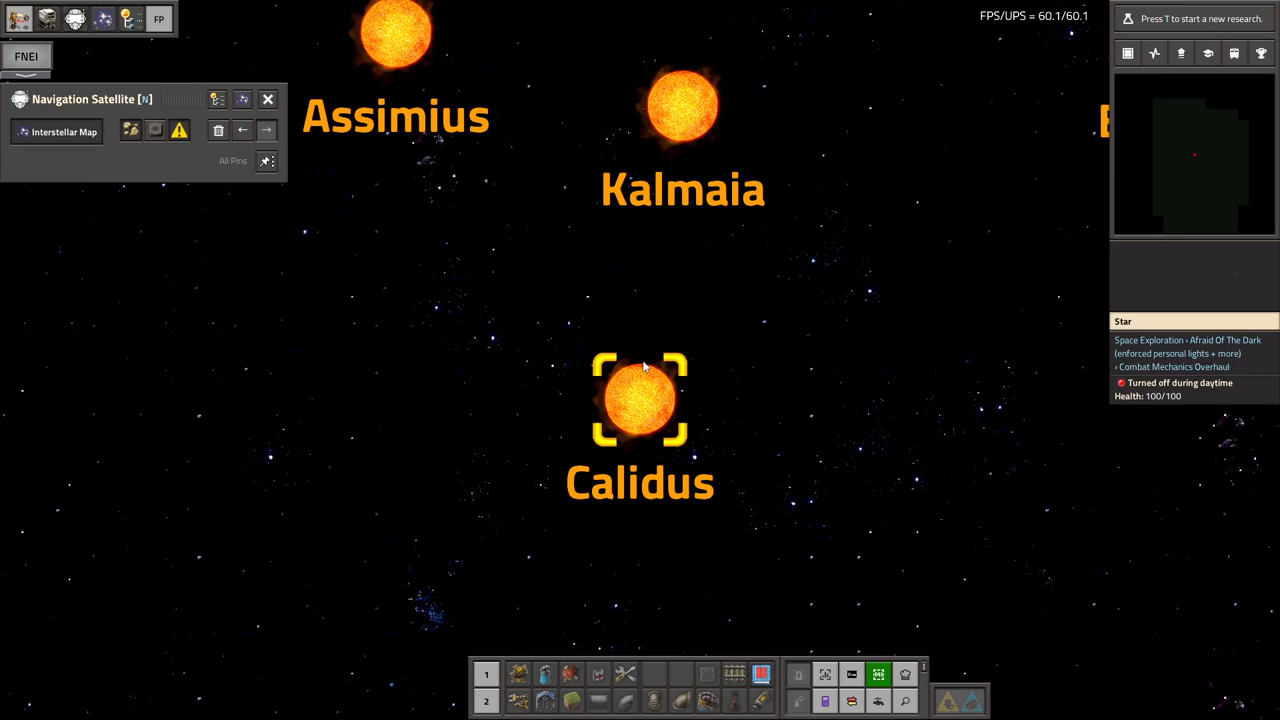 FP
FPS/UPS = 60.1/60.1
Press T to start a new research.
FNEI
Navigation Satellite [N]
Interstellar Map
All Pins
Assimius
Kalmaia
E
Calidus
Star
Space Exploration › Afraid Of The Dark
(enforced personal lights + more)
› Combat Mechanics Overhaul
Turned off during daytime
Health: 100/100
1
2